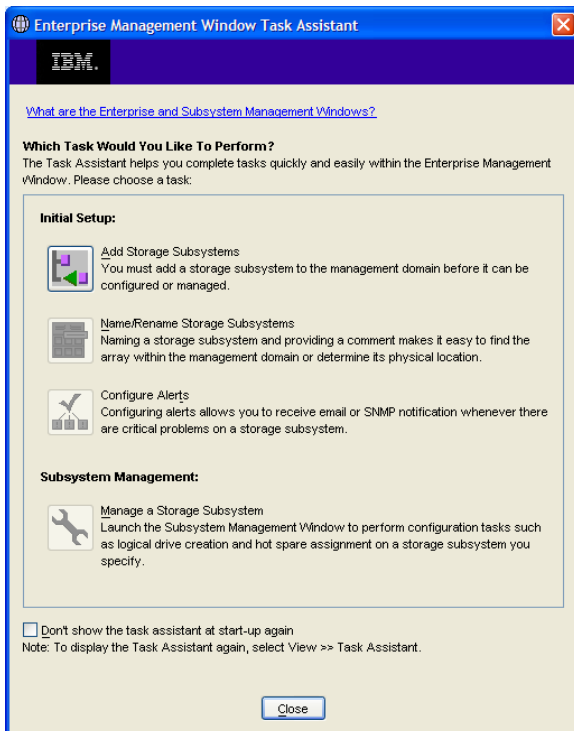 Enterprise Management Window Task Assistant
IBM.
What are the Enterprise and Subsystem Management Windows?
Which Task Would You Like To Perform?
The Task Assistant helps you complete tasks quickly and easily within the Enterprise Management
Window. Please choose a task:
Initial Setup:
Add Storage Subsystems
You must add a storage subsystem to the management domain before it can be
configured or managed.
Name/Rename Storage Subsystems
Naming a storage subsystem and providing a comment makes it easy to find the
array within the management domain or determine its physical location.
Configure Alerts
Configuring alerts allows you to receive email or SNMP notification whenever there
are critical problems on a storage subsystem.
Subsystem Management:
Manage a Storage Subsystem
Launch the Subsystem Management Window to perform configuration tasks such
as logical drive creation and hot spare assignment on a storage subsystem you
specify.
Don't show the task assistant at start-up again
Note: To display the Task Assistant again, select View >> Task Assistant.
Close